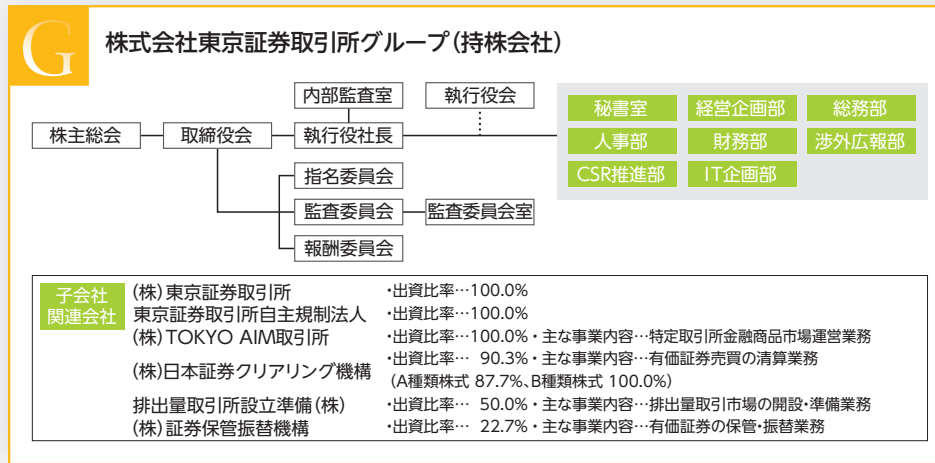 G
株式会社東京証券取引所グループ(持株会社)
内部監査室
執行役会
株主総会
取締役会
執行役社長
指名委員会
監査委員会
監査委員会室
報酬委員会
秘書室 経営企画部 総務部
人事部 財務部 渉外広報部
CSR推進部 IT企画部
子会社
関連会社
(株)東京証券取引所 ・出資比率…100.0%
東京証券取引所自主規制法人 ・出資比率…100.0%
(株)TOKYO AIM取引所 ・出資比率…100.0%・主な事業内容…特定取引所金融商品市場運営業務
(株)日本証券クリアリング機構 ・出資比率… 90.3%・主な事業内容…有価証券売買の清算業務
(A種類株式 87.7%、B種類株式 100.0%)
排出量取引所設立準備(株) ・出資比率… 50.0%・主な事業内容…排出量取引市場の開設・準備業務
(株)証券保管振替機構 ・出資比率… 22.7%・主な事業内容…有価証券の保管・振替業務